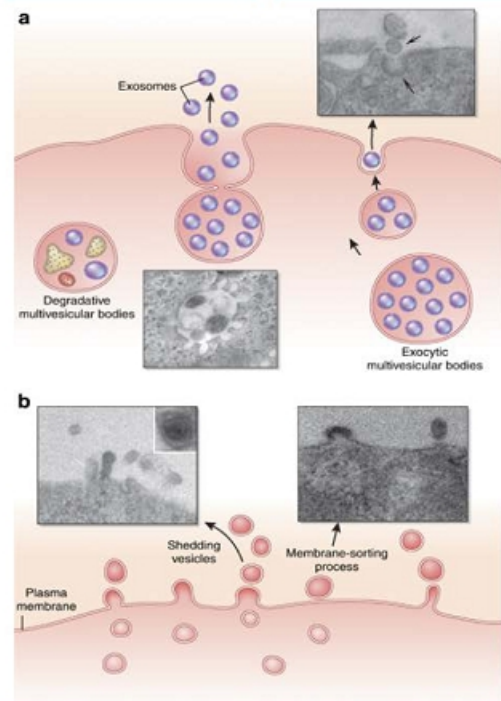 a
Exosomes
Degradative
multivesicular bodies
Exocytic
multivesicular bodies
b
Shedding
vesicles
Membrane-sorting
process
Plasma
membrane